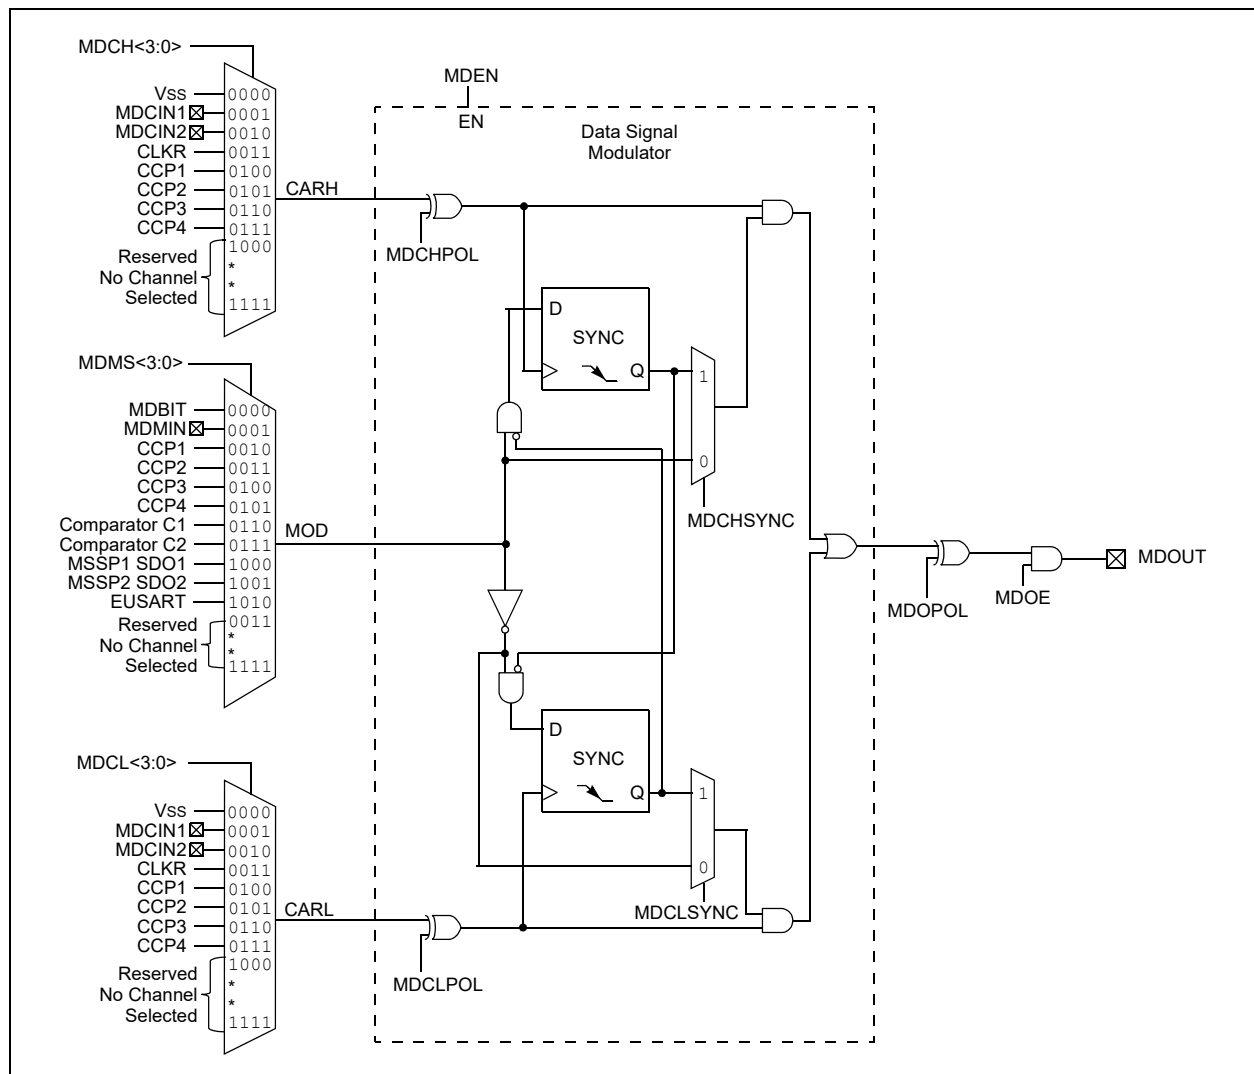 MDCH<3:0>
Vss 0000
MDCIN1 0001
MDCIN2 0010
CLKR 0011
CCP1 0100
CCP2 0101
CCP3 0110
CCP4 0111
Reserved 1000
No Channel *
Selected *
1111
CARH
MDEN
EN
Data Signal
Modulator
MDCHPOL
D
SYNC
Q
1
0
MDCHSYNC
MDMS<3:0>
MDBIT 0000
MDMIN 0001
CCP1 0010
CCP2 0011
CCP3 0100
CCP4 0101
Comparator C1 0110
Comparator C2 0111
MSSP1 SDO1 1000
MSSP2 SDO2 1001
EUSART 1010
Reserved 0011
No Channel *
Selected *
1111
MOD
MDOPOL
MDOE
MDOUT
D
SYNC
Q
1
0
MDCLSYNC
MDCL<3:0>
Vss 0000
MDCIN1 0001
MDCIN2 0010
CLKR 0011
CCP1 0100
CCP2 0101
CCP3 0110
CCP4 0111
Reserved 1000
No Channel *
Selected *
1111
CARL
MDCLPOL